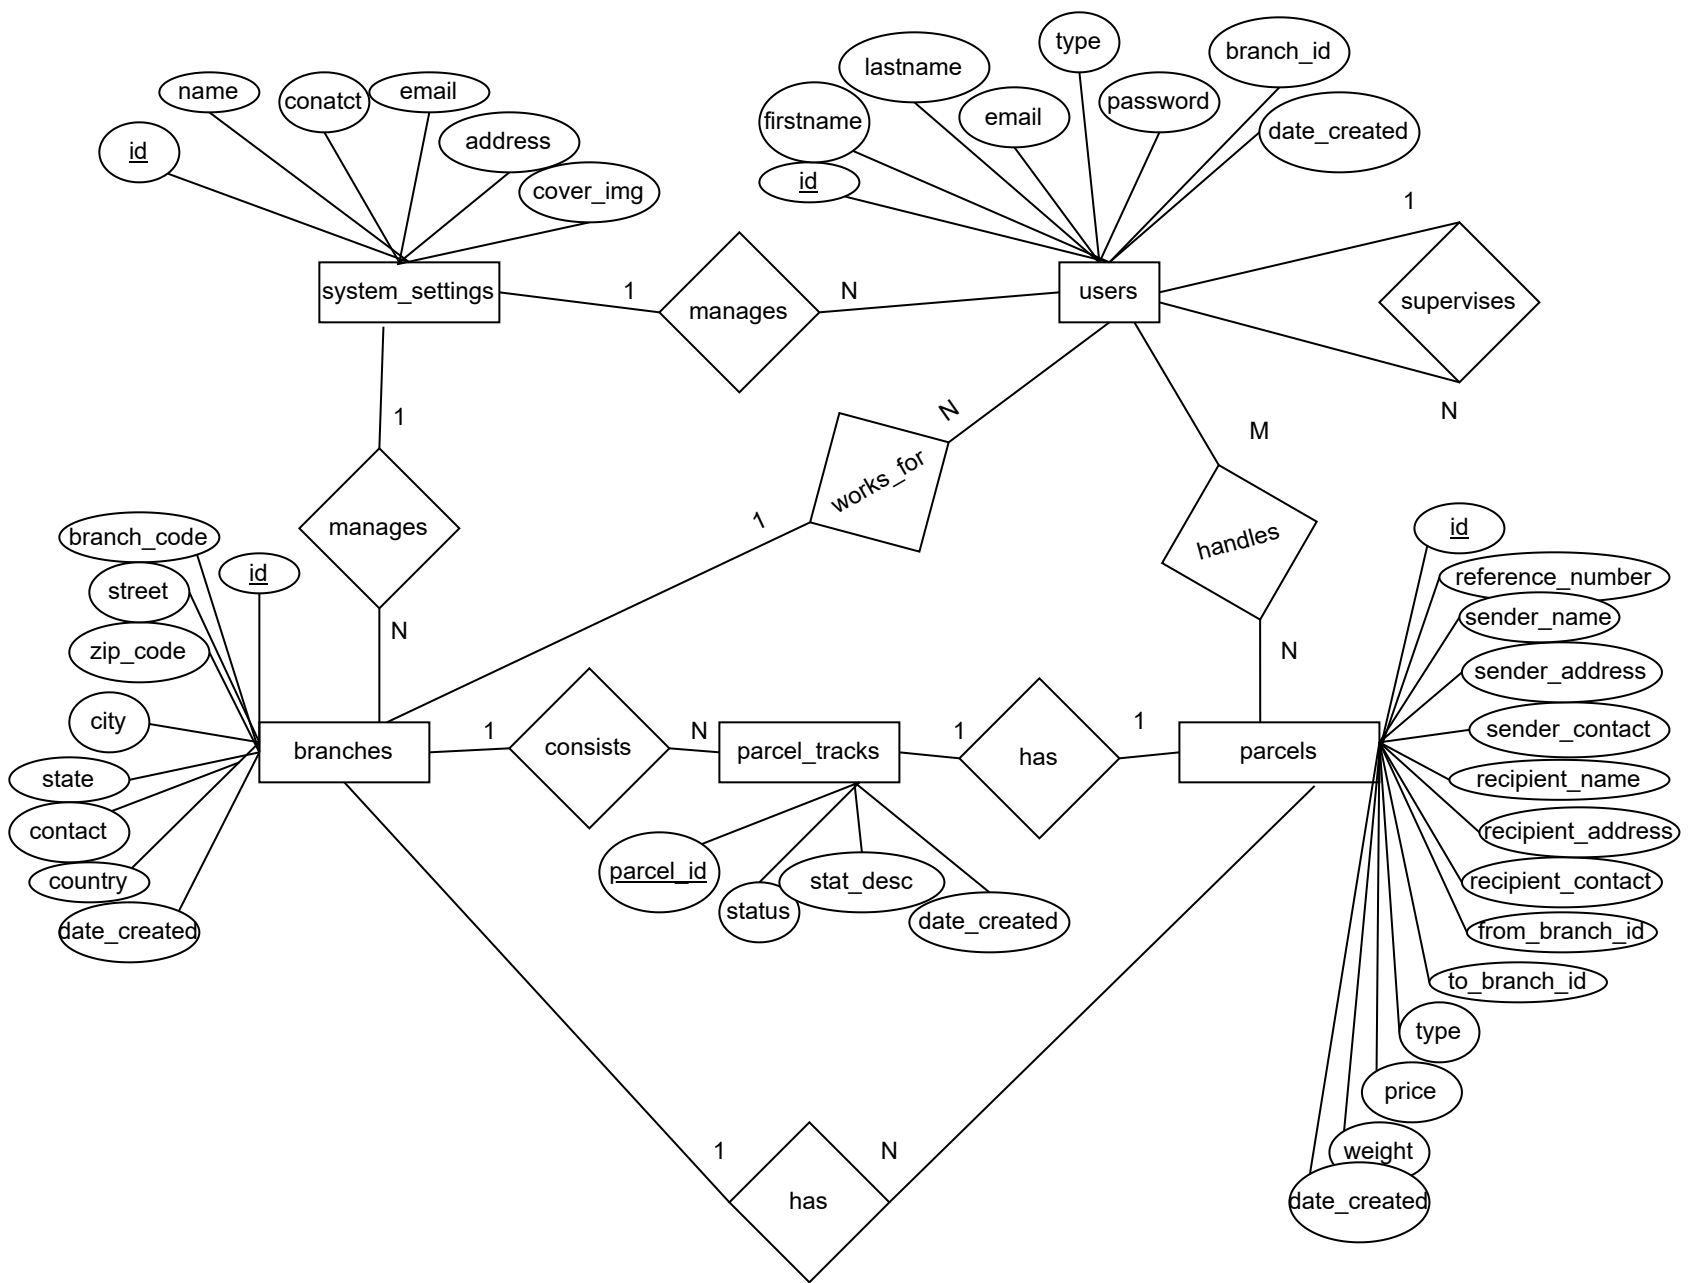 type
branch_id
lastname
name
conatct
email
password
firstname
email
date_created
address
id
id
cover_img
1
system_settings
1
manages
N
users
supervises
1
N
N
M
works_for
1
manages
handles
id
branch_code
id
reference_number
street
sender_name
N
N
zip_code
sender_address
city
1
N
1
1
sender_contact
branches
consists
parcel_tracks
has
parcels
state
recipient_name
contact
recipient_address
country
parcel_id
stat_desc
recipient_contact
date_created
status
date_created
from_branch_id
to_branch_id
type
price
1
N
weight
has
date_created